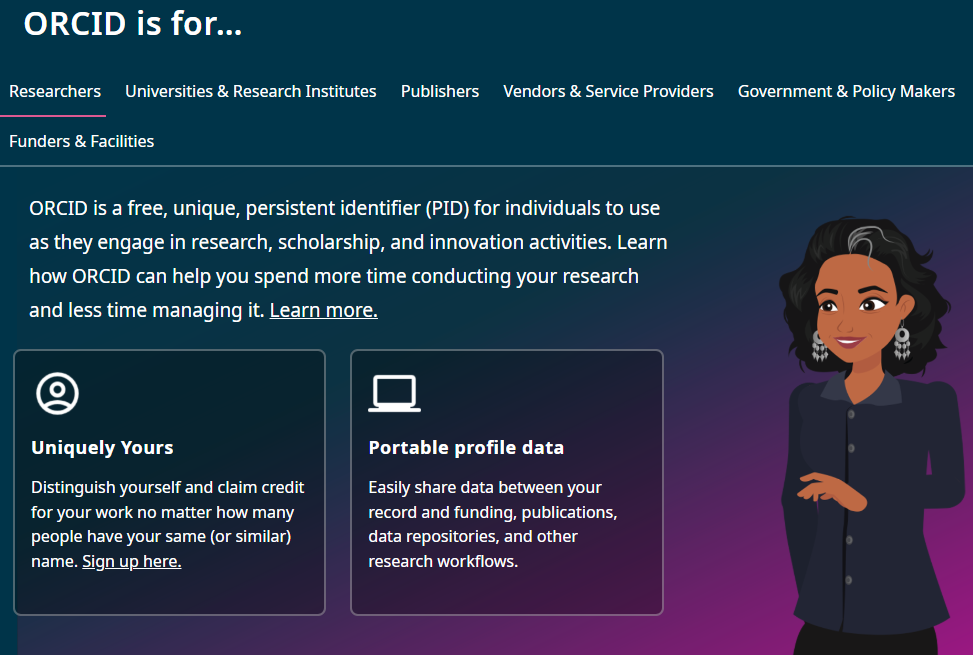 ORCID is for...
Researchers
Universities & Research Institutes
Publishers
Vendors & Service Providers
Government & Policy Makers
Funders & Facilities
ORCID is a free, unique, persistent identifier (PID) for individuals to use
as they engage in research, scholarship, and innovation activities. Learn
how ORCID can help you spend more time conducting your research
and less time managing it. Learn more.
Uniquely Yours
Distinguish yourself and claim credit
for your work no matter how many
people have your same (or similar)
name. Sign up here.
Portable profile data
Easily share data between your
record and funding, publications,
data repositories, and other
research workflows.